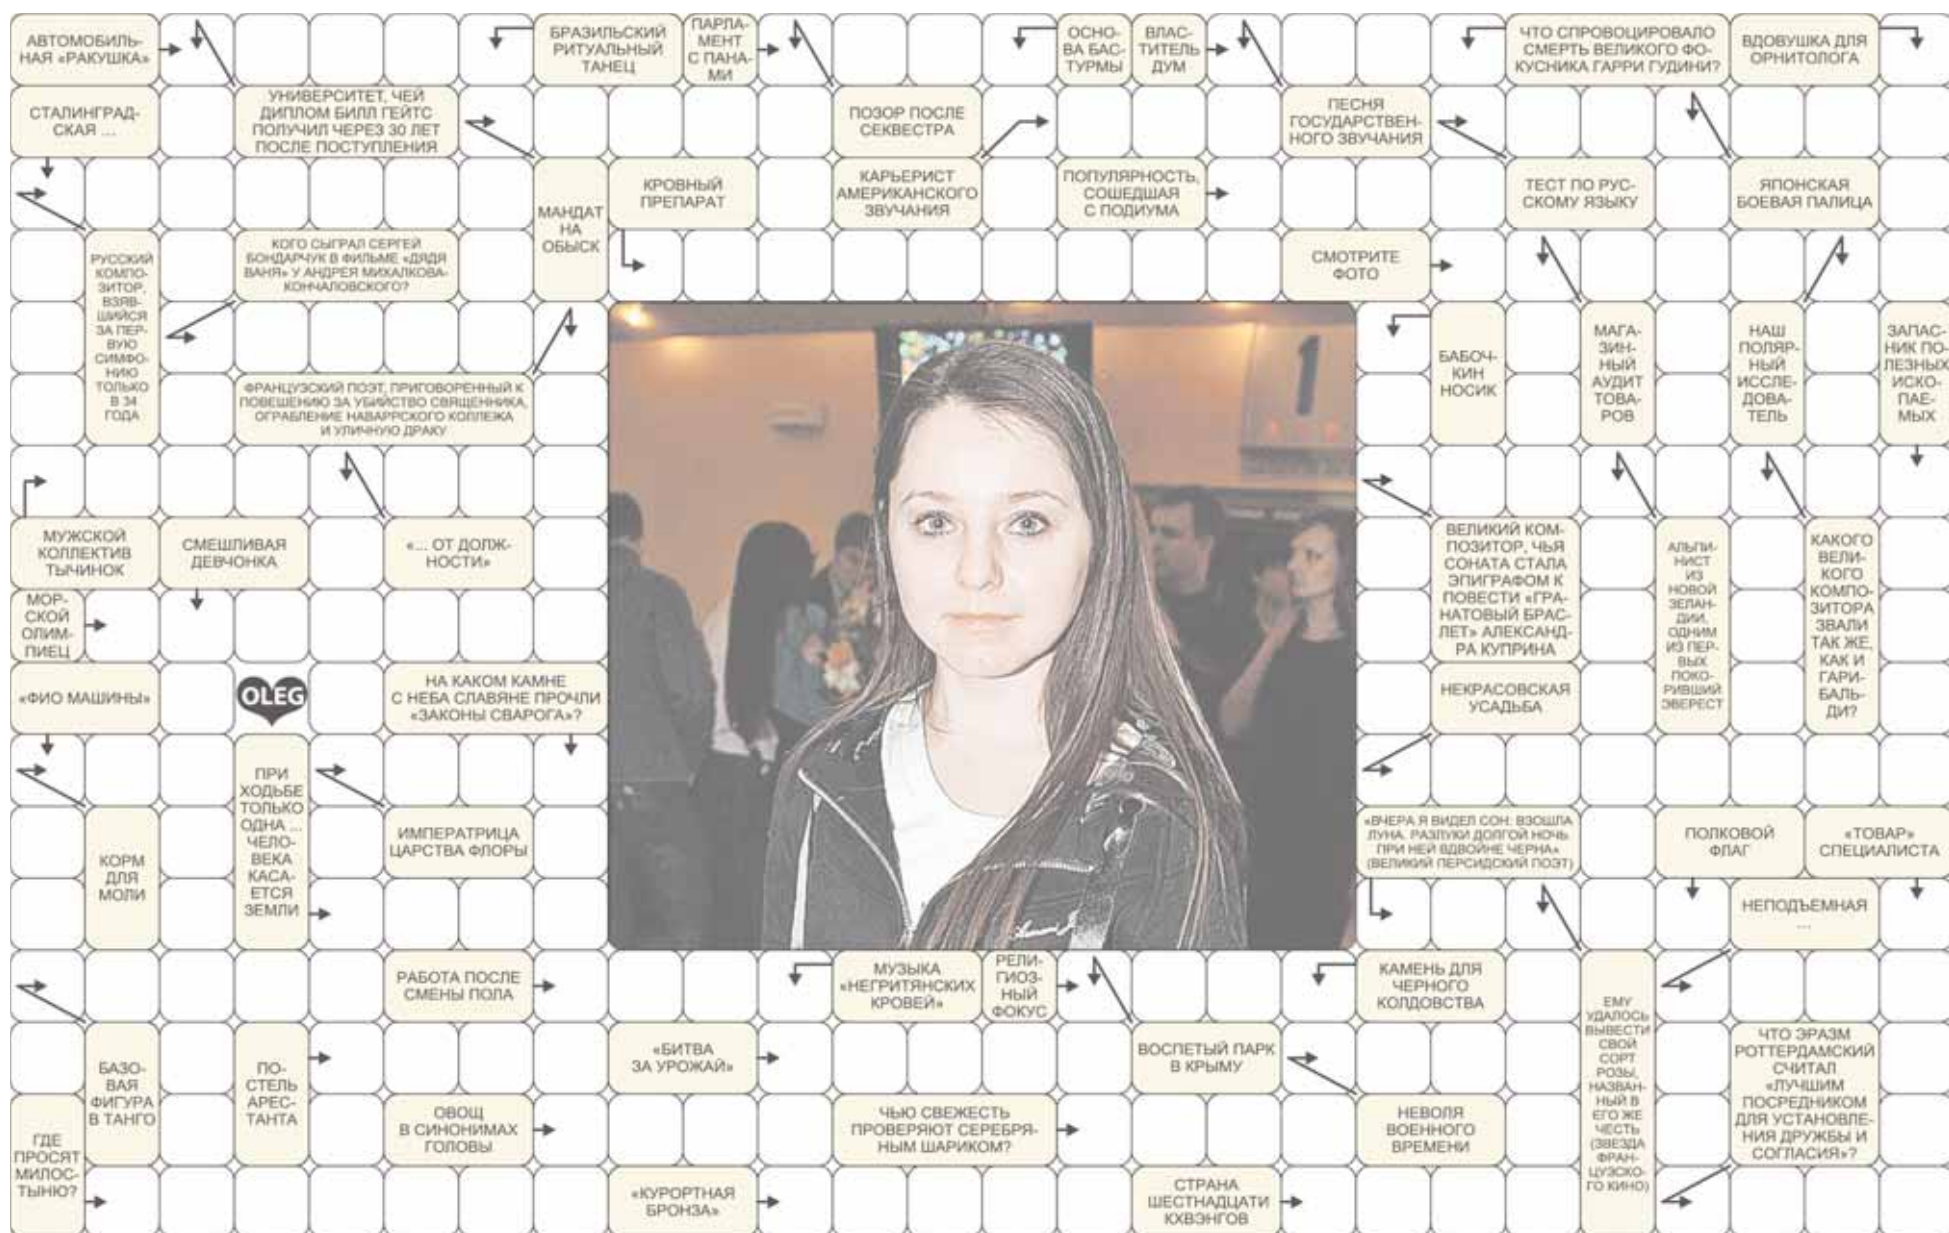 АВТОМОБИЛЬ-
НАЯ «РАКУШКА»
БРАЗИЛЬСКИЙ
РИТУАЛЬНЫЙ
ТАНЕЦ
ПАРЛА-
МЕНТ
С ПАНА-
МИ
ОСНО-
ВА БАС-
ТУРМЫ
ВЛАС-
ТИТЕЛЬ
ДУМ
ЧТО СПРОВОЦИРОВАЛО
СМЕРТЬ ВЕЛИКОГО ФО-
КУСНИКА ГАРРИ ГУДИНИ?
ВДОВУШКА ДЛЯ
ОРНИТОЛОГА
СТАЛИНГРАД-
СКАЯ ...
УНИВЕРСИТЕТ, ЧЕЙ
ДИПЛОМ БИЛЛ ГЕЙТС
ПОЛУЧИЛ ЧЕРЕЗ 30 ЛЕТ
ПОСЛЕ ПОСТУПЛЕНИЯ
ПОЗОР ПОСЛЕ
СЕКВЕСТРА
ПЕСНЯ
ГОСУДАРСТВЕН-
НОГО ЗВУЧАНИЯ
МАНДАТ
НА
ОБЫСК
КРОВНЫЙ
ПРЕПАРАТ
КАРЬЕРИСТ
АМЕРИКАНСКОГО
ЗВУЧАНИЯ
ПОПУЛЯРНОСТЬ,
СОШЕДШАЯ
С ПОДИУМА
ТЕСТ ПО РУС-
СКОМУ ЯЗЫКУ
ЯПОНСКАЯ
БОЕВАЯ ПАЛИЦА
РУССКИЙ
КОМПО-
ЗИТОР,
ВЗЯВ-
ШИЙСЯ
ЗА ПЕР-
ВУЮ
СИМФО-
НИЮ
ТОЛЬКО
В 34
ГОДА
КОГО СЫГРАЛ СЕРГЕЙ
БОНДАРЧУК В ФИЛЬМЕ «ДЯДЯ
ВАНЯ» У АНДРЕЯ МИХАЛКОВА-
КОНЧАЛОВСКОГО?
СМОТРИТЕ
ФОТО
БАБОЧ-
КИН
НОСИК
МАГА-
ЗИН-
НЫЙ
АУДИТ
ТОВА-
РОВ
НАШ
ПОЛЯР-
НЫЙ
ИССЛЕ-
ДОВА-
ТЕЛЬ
ЗАПАС-
НИК ПО-
ЛЕЗНЫХ
ИСКО-
ПАЕ-
МЫХ
ФРАНЦУЗСКИЙ ПОЭТ, ПРИГОВОРЕННЫЙ К
ПОВЕШЕНИЮ ЗА УБИЙСТВО СВЯЩЕННИКА,
ОГРАБЛЕНИЕ НАВАРРСКОГО КОЛЛЕЖА
И УЛИЧНУЮ ДРАКУ
МУЖСКОЙ
КОЛЛЕКТИВ
ТЫЧИНОК
СМЕШЛИВАЯ
ДЕВЧОНКА
«... ОТ ДОЛЖ-
НОСТИ»
ВЕЛИКИЙ КОМ-
ПОЗИТОР, ЧЬЯ
СОНАТА СТАЛА
ЭПИГРАФОМ К
ПОВЕСТИ «ГРА-
НАТОВЫЙ БРАС-
ЛЕТ» АЛЕКСАНД-
РА КУПРИНА
АЛЬПИ-
НИСТ
ИЗ
НОВОЙ
ЗЕЛАН-
ДИИ,
ОДНИМ
ИЗ ПЕР-
ВЫХ
ПОКО-
РИВШИЙ
ЭВЕРЕСТ
КАКОГО
ВЕЛИ-
КОГО
КОМПО-
ЗИТОРА
ЗВАЛИ
ТАК ЖЕ,
КАК И
ГАРИ-
БАЛЬ-
ДИ?
МОР-
СКОЙ
ОЛИМ-
ПИЕЦ
«ФИО МАШИНЫ»
OLEG
НА КАКОМ КАМНЕ
С НЕБА СЛАВЯНЕ ПРОЧЛИ
«ЗАКОНЫ СВАРОГА»?
НЕКРАСОВСКАЯ
УСАДЬБА
ПРИ
ХОДЬБЕ
ТОЛЬКО
ОДНА ...
ЧЕЛО-
ВЕКА
КАСА-
ЕТСЯ
ЗЕМЛИ
КОРМ
ДЛЯ
МОЛИ
ИМПЕРАТРИЦА
ЦАРСТВА ФЛОРЫ
«ВЧЕРА Я ВИДЕЛ СОН: ВЗОШЛА
ЛУНА. РАЗЛУКИ ДОЛГОЙ НОЧЬ
ПРИ НЕЙ ВДВОЙНЕ ЧЕРНА»
(ВЕЛИКИЙ ПЕРСИДСКИЙ ПОЭТ)
ПОЛКОВОЙ
ФЛАГ
«ТОВАР»
СПЕЦИАЛИСТА
НЕПОДЪЕМНАЯ
...
РАБОТА ПОСЛЕ
СМЕНЫ ПОЛА
МУЗЫКА
«НЕГРИТЯНСКИХ
КРОВЕЙ»
РЕЛИ-
ГИОЗ-
НЫЙ
ФОКУС
КАМЕНЬ ДЛЯ
ЧЕРНОГО
КОЛДОВСТВА
ЕМУ
УДАЛОСЬ
ВЫВЕСТИ
СВОЙ
СОРТ
РОЗЫ,
НАЗВАН-
НЫЙ В
ЕГО ЖЕ
ЧЕСТЬ
(ЗВЕЗДА
ФРАН-
ЦУЗСКО-
ГО КИНО)
БАЗО-
ВАЯ
ФИГУРА
В ТАНГО
ПО-
СТЕЛЬ
АРЕС-
ТАНТА
«БИТВА
ЗА УРОЖАЙ»
ВОСПЕТЫЙ ПАРК
В КРЫМУ
ЧТО ЭРАЗМ
РОТТЕРДАМСКИЙ
СЧИТАЛ
«ЛУЧШИМ
ПОСРЕДНИКОМ
ДЛЯ УСТАНОВЛЕ-
НИЯ ДРУЖБЫ И
СОГЛАСИЯ»?
ГДЕ
ПРОСЯТ
МИЛОС-
ТЫНЮ?
ОВОЩ
В СИНОНИМАХ
ГОЛОВЫ
ЧЬЮ СВЕЖЕСТЬ
ПРОВЕРЯЮТ СЕРЕБРЯ-
НЫМ ШАРИКОМ?
НЕВОЛЯ
ВОЕННОГО
ВРЕМЕНИ
«КУРОРТНАЯ
БРОНЗА»
СТРАНА
ШЕСТНАДЦАТИ
КХВЭНГОВ